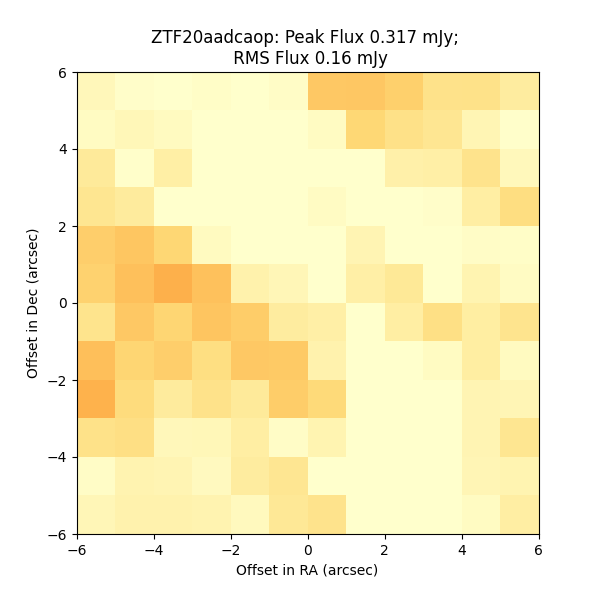 ZTF20aadcaop: Peak Flux 0.317 mJy;
RMS Flux 0.16 mJy
6
4
2
0
−2
−4
−6
Offset in Dec (arcsec)
−6 −4 −2 0 2 4 6
Offset in RA (arcsec)